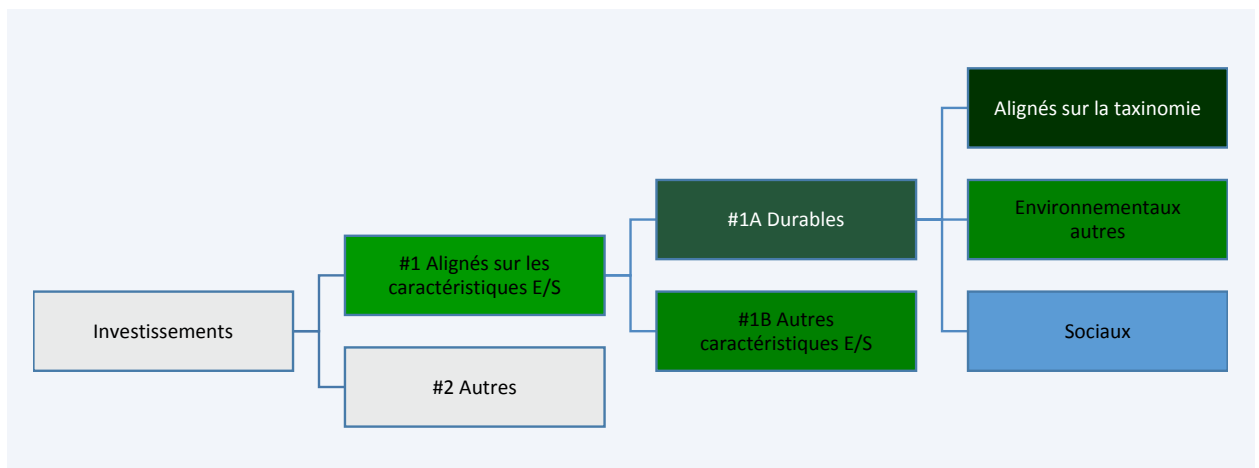 Alignés sur la taxinomie
#1A Durables
Environnementaux
autres
#1 Alignés sur les
caractéristiques E/S
Investissements
#1B Autres
caractéristiques E/S
Sociaux
#2 Autres